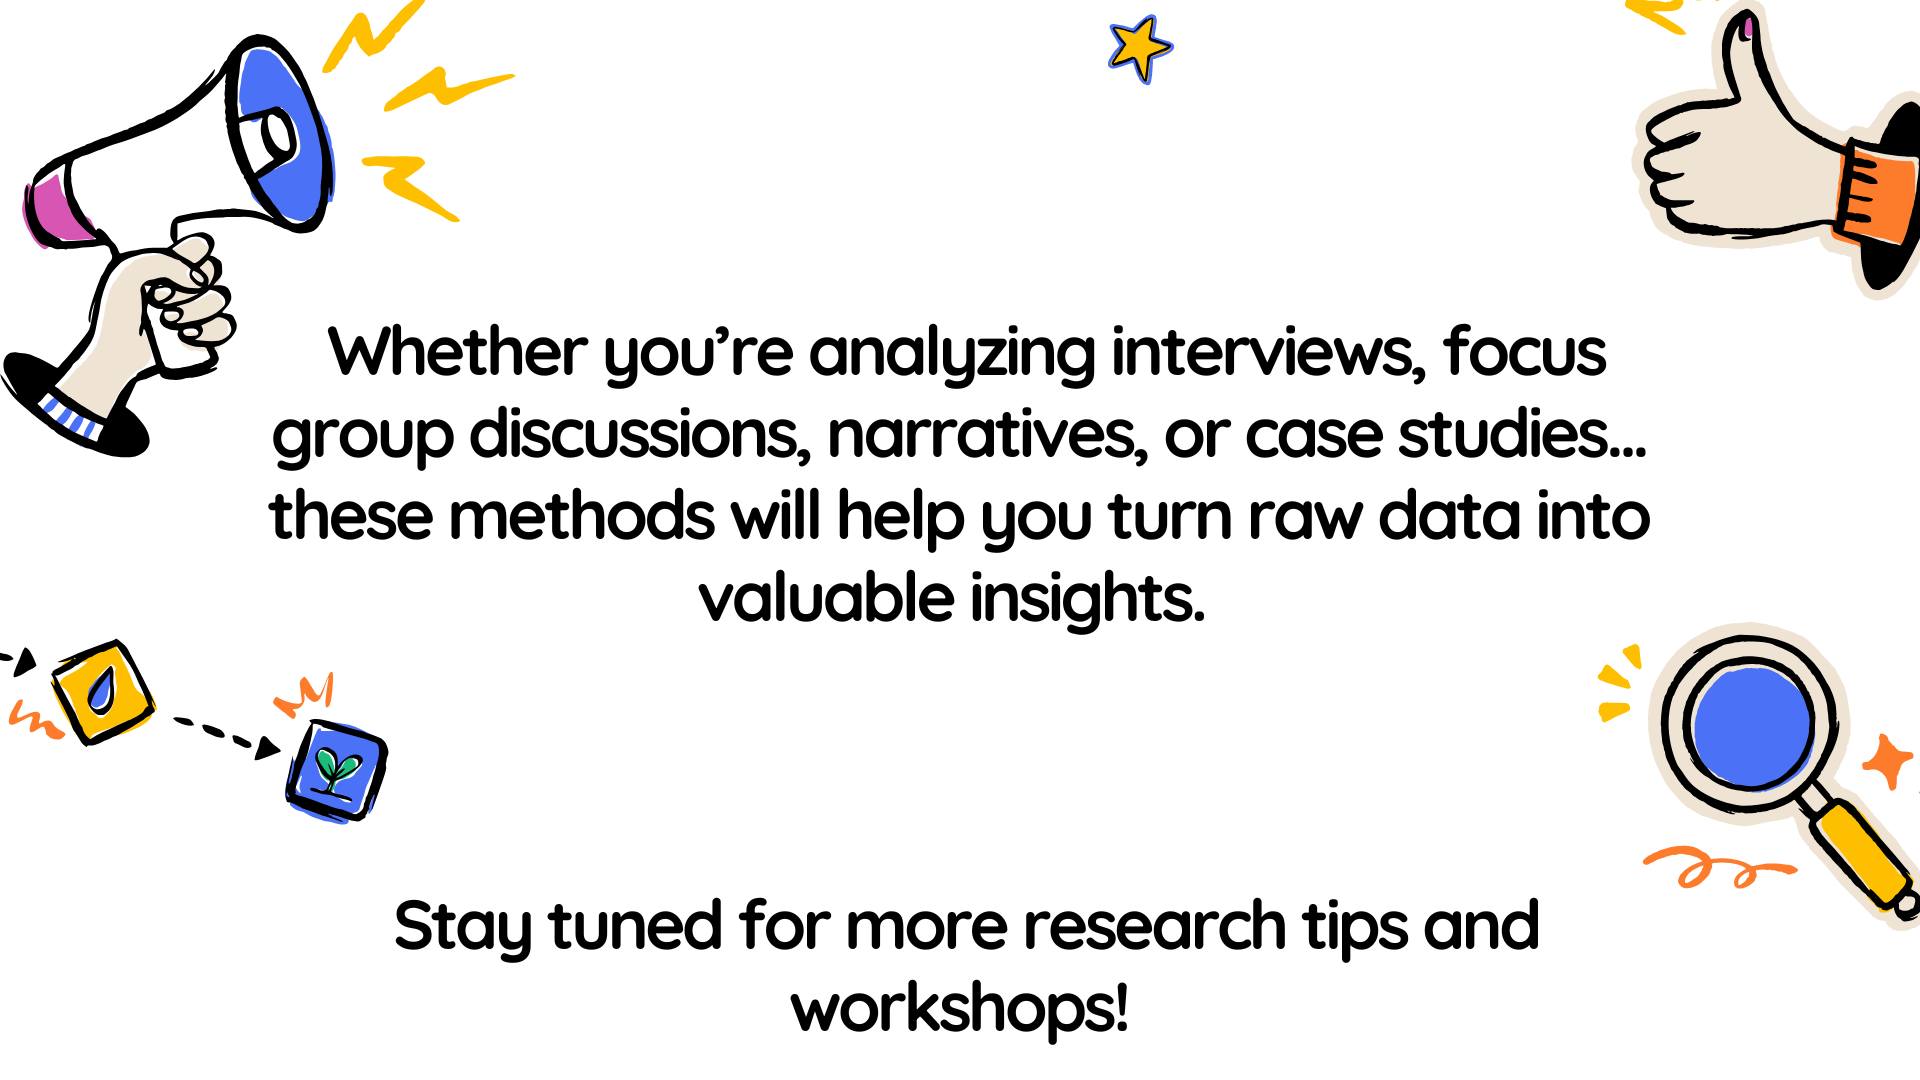 Whether you’re analyzing interviews, focus
group discussions, narratives, or case studies...
these methods will help you turn raw data into
valuable insights.
Stay tuned for more research tips and
workshops!